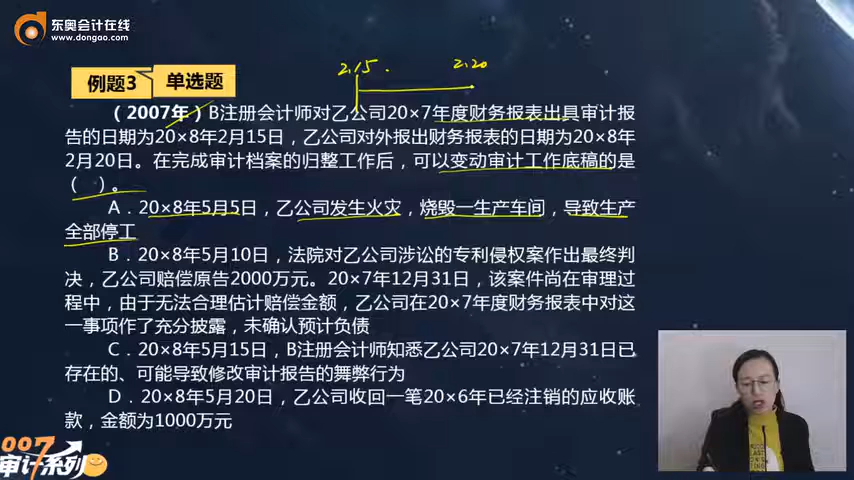 东奥会计在线
www.dongao.com
例题3 单选题
2.15. 2.20
(2007年)B注册会计师对乙公司20×7年度财务报表出具审计报
告的日期为20×8年2月15日,乙公司对外报出财务报表的日期为20×8年
2月20日。在完成审计档案的归整工作后,可以变动审计工作底稿的是
( )。
A.20×8年5月5日,乙公司发生火灾,烧毁一生产车间,导致生产
全部停工
B.20×8年5月10日,法院对乙公司涉讼的专利侵权案作出最终判
决,乙公司赔偿原告2000万元。20×7年12月31日,该案件尚在审理过
程中,由于无法合理估计赔偿金额,乙公司在20×7年度财务报表中对这
一事项作了充分披露,未确认预计负债
C.20×8年5月15日,B注册会计师知悉乙公司20×7年12月31日已
存在的、可能导致修改审计报告的舞弊行为
D.20×8年5月20日,乙公司收回一笔20×6年已经注销的应收账
款,金额为1000万元
007
审计系列